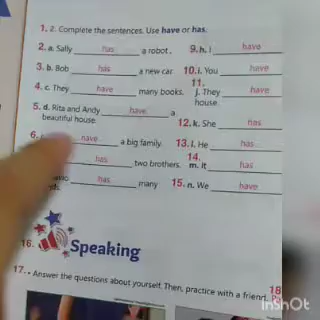 1. 2. Complete the sentences. Use have or has.
2. a. Sally has a robot.
3. b. Bob has a new car.
4. c. They have many books.
5. d. Rita and Andy have a
beautiful house.
6. have a big family.
has two brothers.
has many
9. h. I have
10. i. You have
11.
j. They have
house.
12. k. She has
13. l. He has
14.
m. It has
15. n. We have
16. Speaking
17. • Answer the questions about yourself. Then, practice with a friend.
18
InShOt